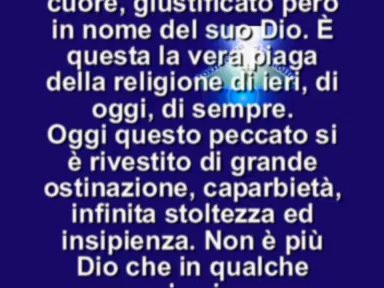 cuore, giustificato però
in nome del suo Dio. È
questa la vera piaga
della religione di ieri, di
oggi, di sempre.
Oggi questo peccato si
è rivestito di grande
ostinazione, caparbietà,
infinita stoltezza ed
insipienza. Non è più
Dio che in qualche